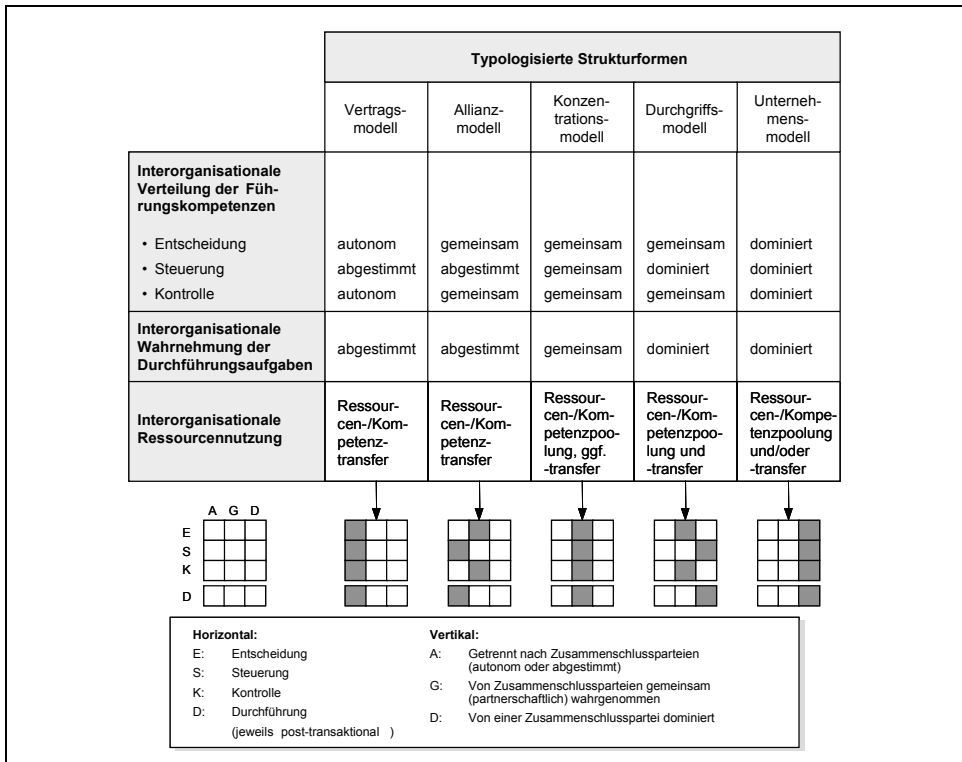 Typologisierte Strukturformen
Vertrags-
modell
Allianz-
modell
Konzen-
trations-
modell
Durchgriffs-
modell
Unterneh-
mens-
modell
Interorganisationale
Verteilung der Füh-
rungskompetenzen
• Entscheidung autonom gemeinsam gemeinsam gemeinsam dominiert
• Steuerung abgestimmt abgestimmt gemeinsam dominiert dominiert
• Kontrolle autonom gemeinsam gemeinsam gemeinsam dominiert
Interorganisationale
Wahrnehmung der
Durchführungsaufgaben
abgestimmt abgestimmt gemeinsam dominiert dominiert
Interorganisationale
Ressourcennutzung
Ressour-
cen-/Kom-
petenz-
transfer
Ressour-
cen-/Kom-
petenz-
transfer
Ressour-
cen-/Kom-
petenzpoo-
lung, ggf.
-transfer
Ressour-
cen-/Kom-
petenzpoo-
lung und
-transfer
Ressour-
cen-/Kompe-
tenzpoolung
und/oder
-transfer
A G D
E
S
K
D
Horizontal:
E: Entscheidung
S: Steuerung
K: Kontrolle
D: Durchführung
(jeweils post-transaktional )
Vertikal:
A: Getrennt nach Zusammenschlussparteien
(autonom oder abgestimmt)
G: Von Zusammenschlussparteien gemeinsam
(partnerschaftlich) wahrgenommen
D: Von einer Zusammenschlusspartei dominiert